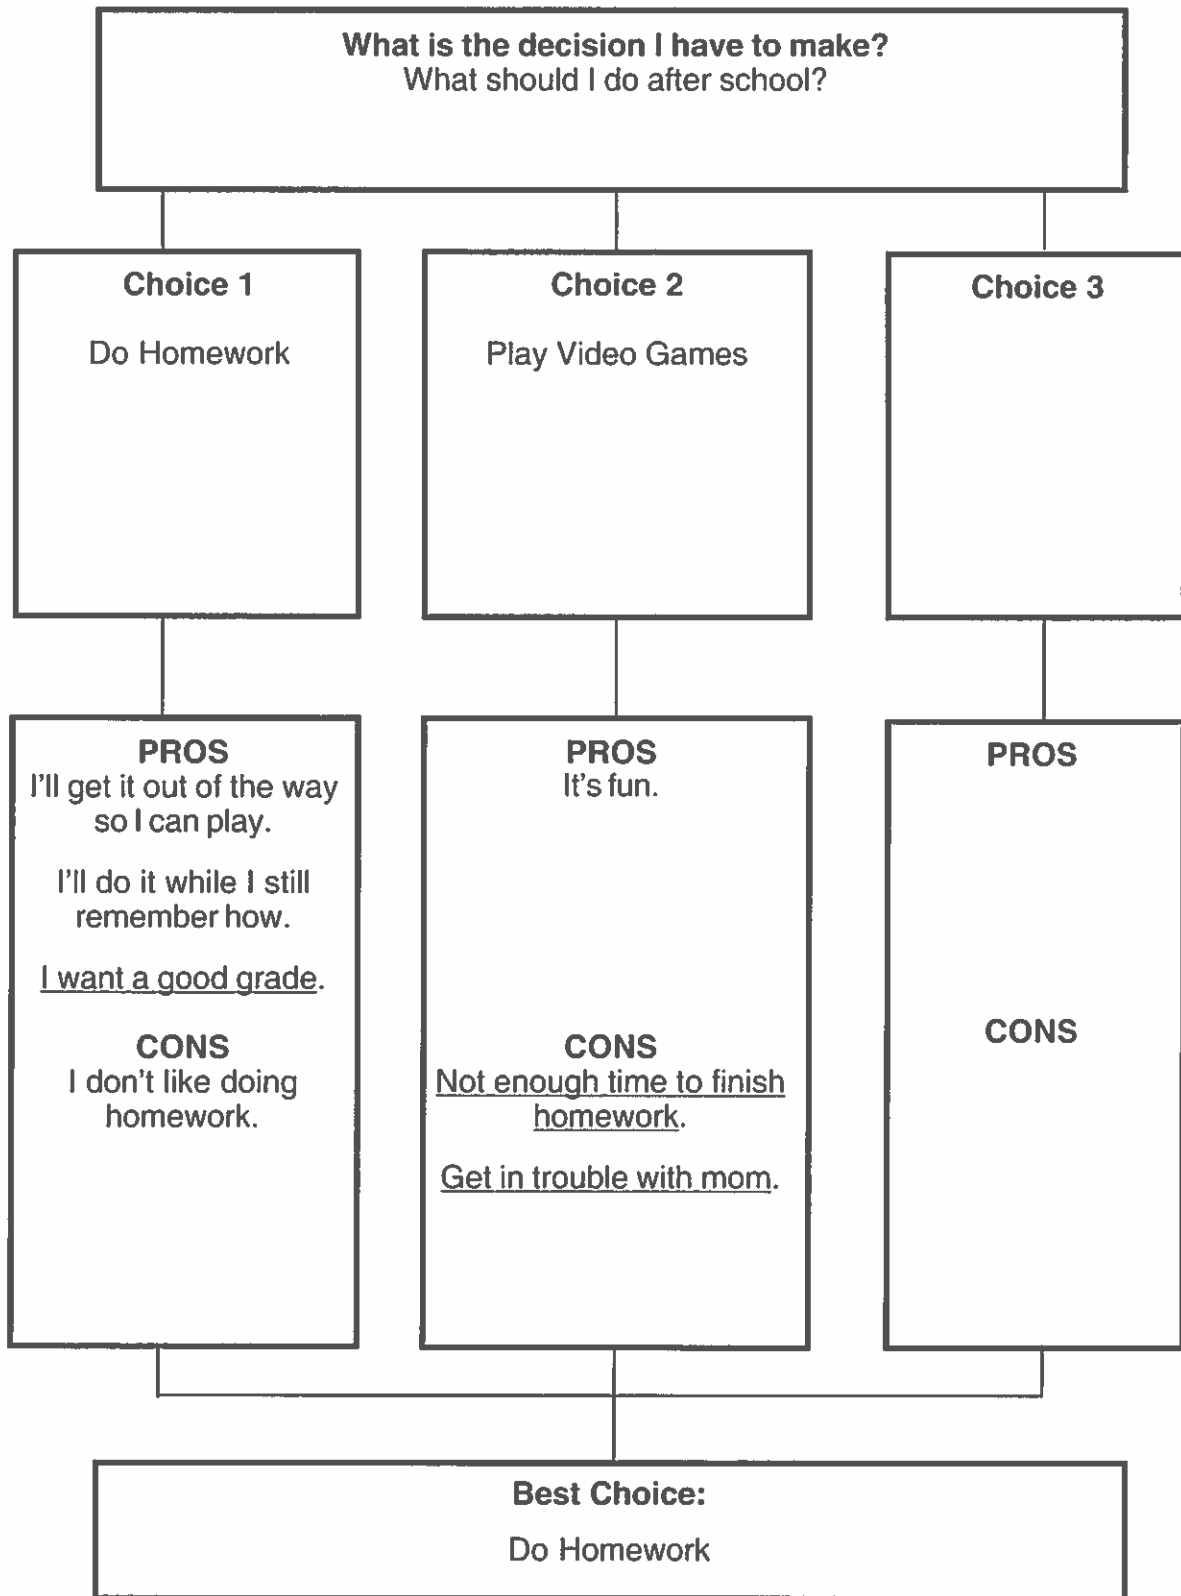 What is the decision I have to make?
What should I do after school?
Choice 1
Do Homework
Choice 2
Play Video Games
Choice 3
PROS
I'll get it out of the way
so I can play.
I'll do it while I still
remember how.
I want a good grade.
CONS
I don't like doing
homework.
PROS
It's fun.
CONS
Not enough time to finish
homework.
Get in trouble with mom.
PROS
CONS
Best Choice:
Do Homework